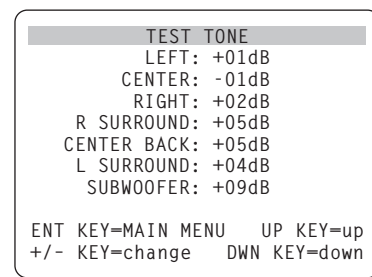 TEST TONE
LEFT: +01dB
CENTER: -01dB
RIGHT: +02dB
R SURROUND: +05dB
CENTER BACK: +05dB
L SURROUND: +04dB
SUBWOOFER: +09dB
ENT KEY=MAIN MENU UP KEY=up
+/- KEY=change DWN KEY=down